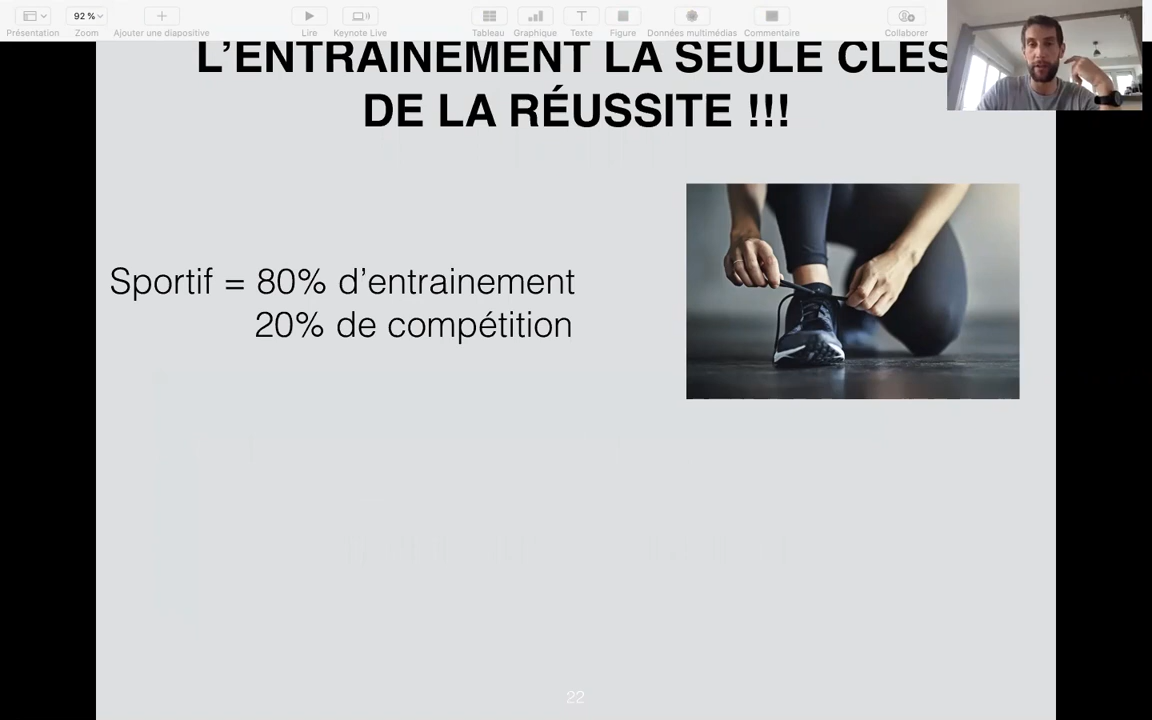 92 %
Présentation
Zoom
Ajouter une diapositive
Lire
Keynote Live
Tableau
Graphique
Texte
Figure
Données multimédias
Commentaire
Collaborer
L’ENTRAINEMENT LA SEULE CLES
DE LA RÉUSSITE !!!
Sportif = 80% d’entrainement
20% de compétition
22